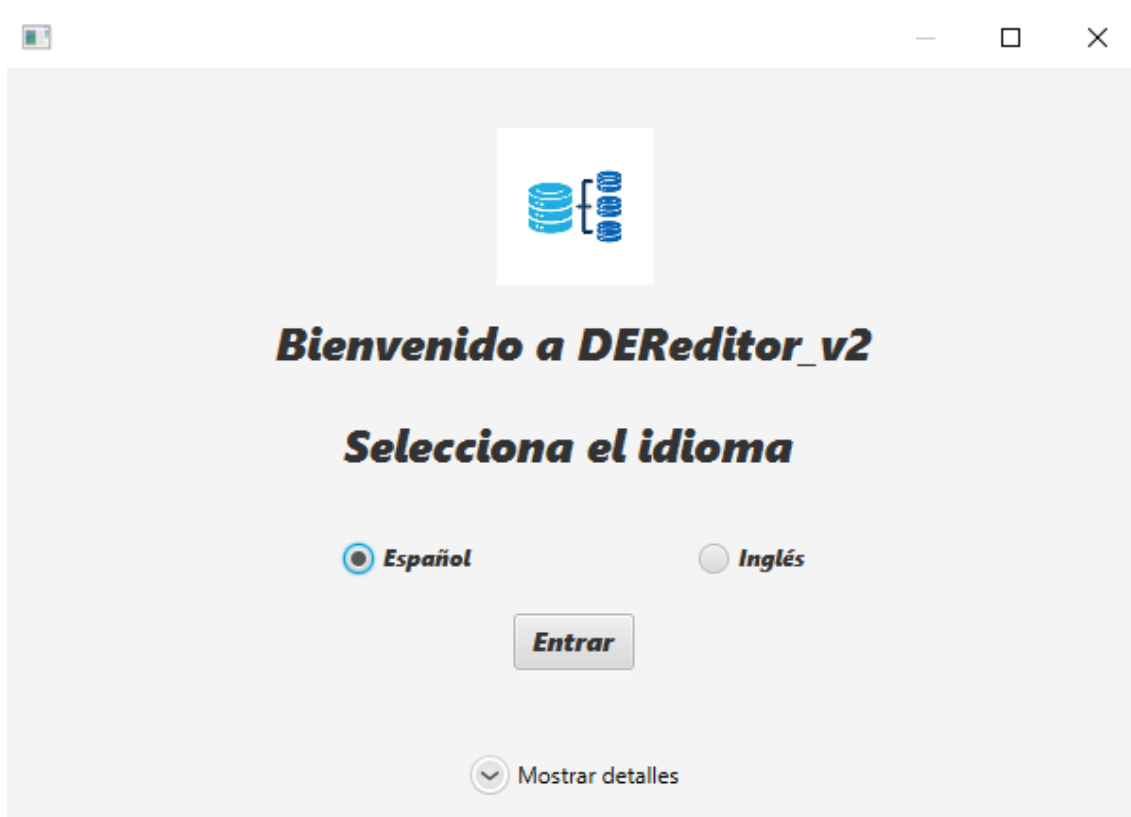 Bienvenido a DEReditor_v2
Selecciona el idioma
Español Inglés
Entrar
Mostrar detalles